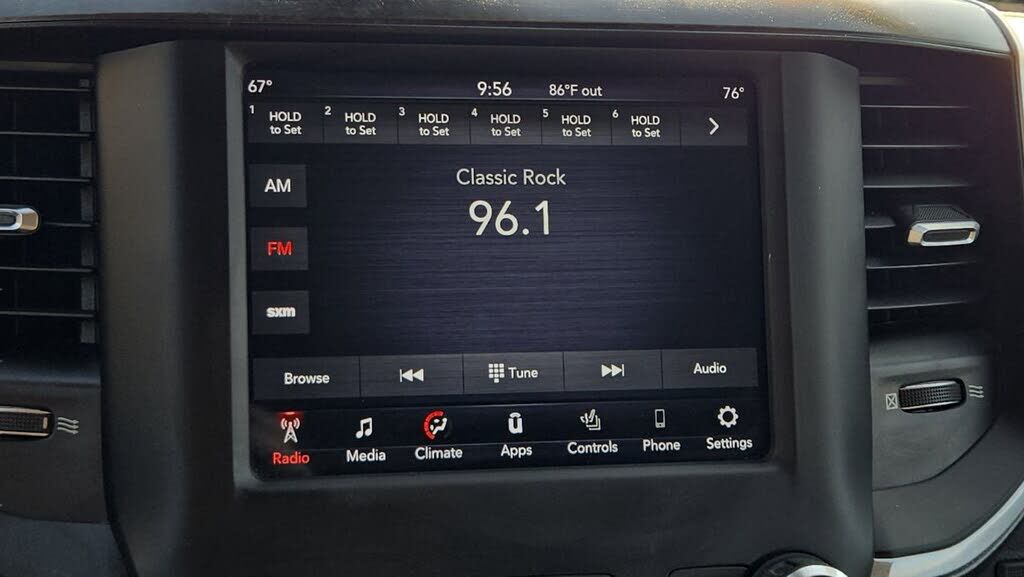 67° 9:56 86°F out 76°
1 HOLD to Set 2 HOLD to Set 3 HOLD to Set 4 HOLD to Set 5 HOLD to Set 6 HOLD to Set
AM
Classic Rock
96.1
FM
sxm
Browse Tune Audio
Radio Media Climate Apps Controls Phone Settings